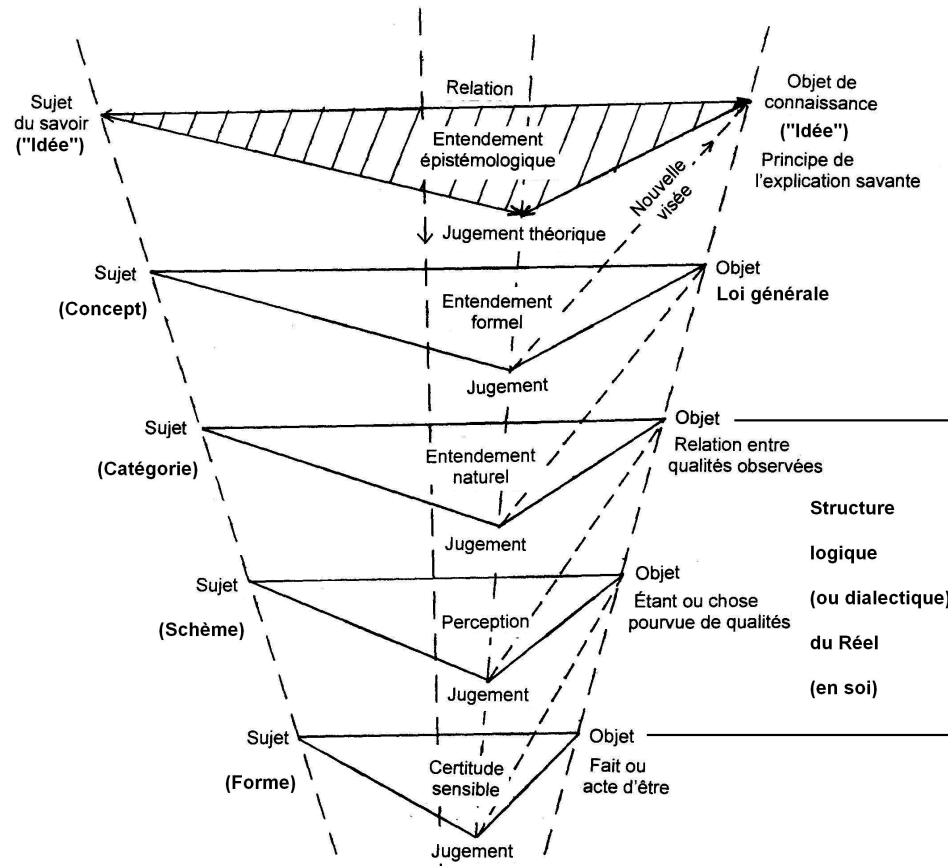 Relation
Sujet
du savoir
("Idée")
Objet de
connaissance
("Idée")
Entendement
épistémologique
Principe de
l'explication savante
Nouvelle
visée
Jugement théorique
Sujet
(Concept)
Objet
Loi générale
Entendement
formel
Jugement
Sujet
(Catégorie)
Objet
Relation entre
qualités observées
Entendement
naturel
Jugement
Structure
logique
(ou dialectique)
du Réel
(en soi)
Sujet
(Schème)
Objet
Étant ou chose
pourvue de qualités
Perception
Jugement
Sujet
(Forme)
Objet
Fait ou
acte d'être
Certitude
sensible
Jugement